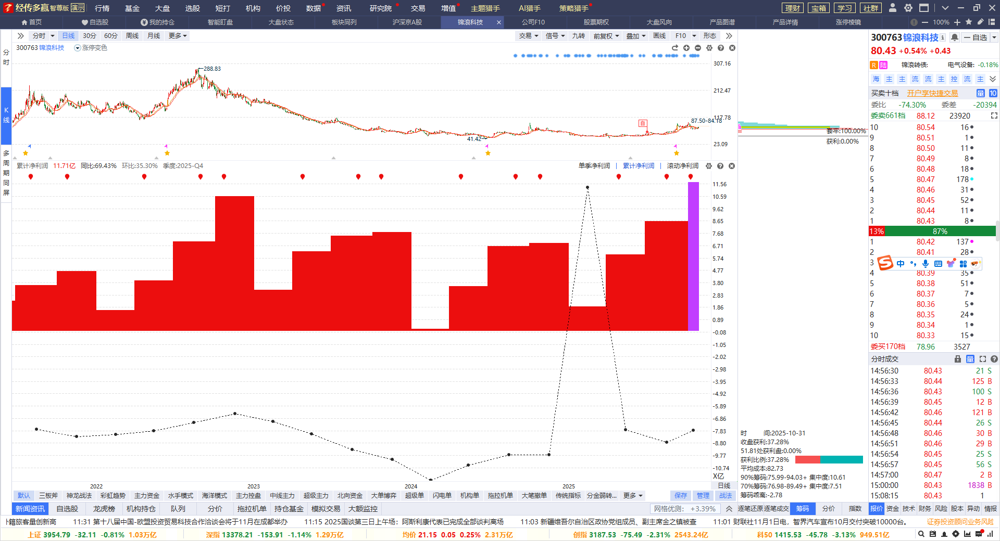 经传多赢 智尊版 演示 行情 基金 大盘 选股 短打 机构 价投 数据 资讯 研究院 交易 增值 主题猎手 AI猎手 策略猎手 理财 宝箱 学习 社群
首页 自选股 我的持仓 智能盯盘 大盘状态 板块同列 沪深京A股 锦浪科技 公司F10 股票期权 大盘风向 产品图谱 产品详情 涨停棱镜 100%
分时 日线 30分 60分 周线 月线 更多 交易 信号 九转 前复权 叠加 画线 F10 形态
分时
K线
多周期同屏
300763 锦浪科技 涨停变色
307.16
212.47
117.78
23.09
288.83
41.42
87.50-84.18
自
累计净利润 11.71亿 同比:69.43% 环比:35.30% 季度:2025-Q4 单季净利润 | 累计净利润 | 滚动净利润
11.56
10.59
9.62
8.65
7.68
6.71
5.74
4.77
3.80
2.83
1.86
0.89
-0.08
-1.05
-2.02
-2.98
-3.95
-4.92
-5.89
-6.86
-7.83
-8.80
-9.77
-10.74
X亿
2022 2023 2024 2025 日线
默认 三板斧 神龙战法 彩虹趋势 主力资金 水手模式 海洋模式 主力控盘 中线主力 超级主力 北向资金 大单博弈 超级单 闪电单 机构单 拖拉机单 大笔撤单 传统指标 分金弱转... 更多 保存 管理 战法
新闻资讯 自选股 龙虎榜 机构持仓 队列 分价 拖拉机单 持仓基金 模拟交易 大额监控 网格优测: +3.39%
套牢:100.00%
获利:0.00%
时 间:2025-10-31
收盘获利:37.28%
51.81处获利盘:0.00%
获利比例:37.28%
平均成本:82.73
90%筹码:75.99-94.03+ 集中度:10.61
70%筹码:76.98-89.49+ 集中度:7.51
筹码乖离:-2.78
逐笔还原 逐笔成交 筹码 分价 指数
300763 锦浪科技 自选
80.43 +0.54% +0.43
R 陆 锦浪转债: 电气设备: -0.18%
海 主 主 流 流 主 控 流 主
买卖十档 开户享快捷交易 量 10
委比 -74.30% 委差 -20394
委卖661档 88.12 23920
10 80.54 16
9 80.51 1
8 80.50 11
7 80.49 8
6 80.48 18
5 80.47 178
4 80.46 31
3 80.45 52
2 80.44 11
1 80.43 8
13% 87%
1 80.42 137
2 80.41 28
3
S 中
4 80.39 35
5 80.38 51
6 80.37 7
7 80.36 5
8 80.35 24
9 80.34 1
10 80.33 15
委买170档 78.96 3527
分时成交 量
14:56:30 80.43 21 S
14:56:33 80.44 125 B
14:56:36 80.43 100 S
14:56:39 80.45 12 B
14:56:42 80.46 121 B
14:56:45 80.44 26 S
14:56:48 80.46 30 B
14:56:51 80.46 29 B
14:56:54 80.45 25 S
14:56:57 80.45 56 S
14:57:00 80.47 2 B
15:00:00 80.43 1838 B
15:08:15 80.43 1
报价 资金 技术 财务 风险 股本 异动 情报
卜籍旅客量创新高 11:31 第十八届中国-欧盟投资贸易科技合作洽谈会将于11月在成都举办 11:15 2025国谈第三日上午场：阿斯利康代表已完成全部谈判离场 11:03 新疆维吾尔自治区政协党组成员、副主席金之镇被查 11:01 财联社11月1日电，智界汽车宣布10月交付突破10000台。 证券投资顾问业务风险
上证 3954.79 -32.11 -0.81% 1.03万亿 深指 13378.21 -153.91 -1.14% 1.29万亿 均价 21.15 0.05 0.25% 2.31万亿 创指 3187.53 -75.49 -2.31% 2543.24亿 科50 1415.53 -45.78 -3.13% 949.51亿